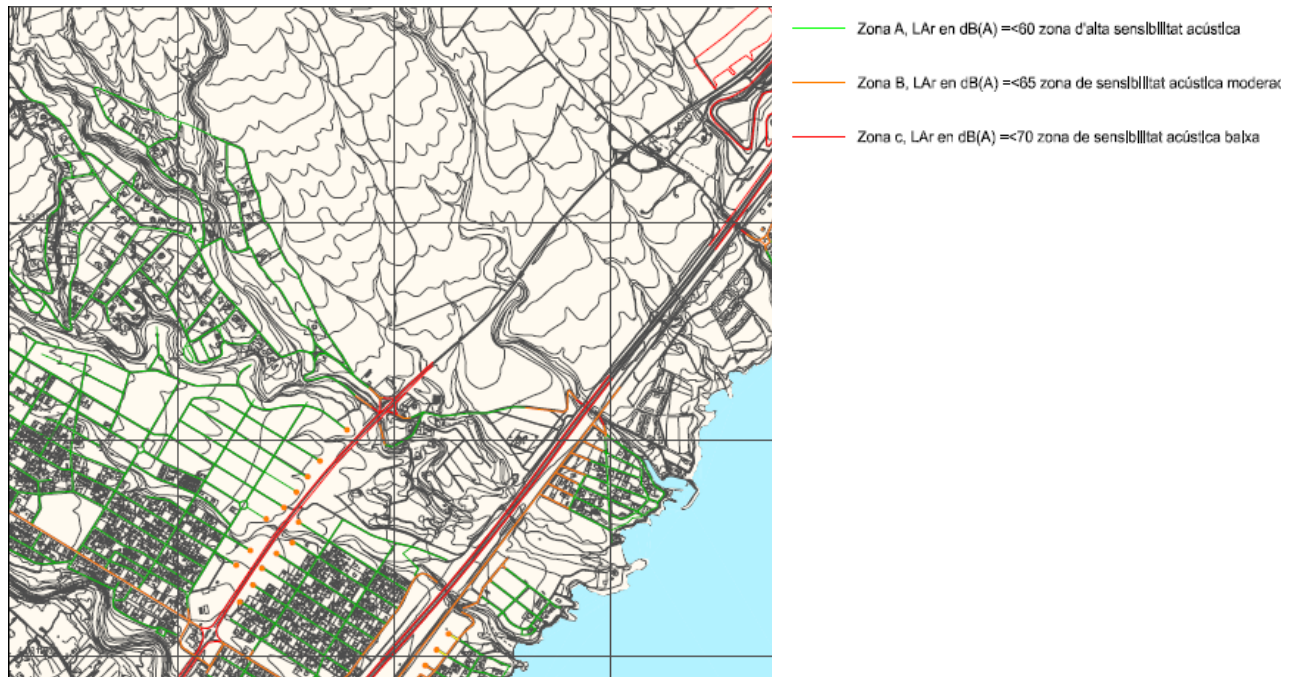 Zona A, LAr en dB(A) =<60 zona d'alta sensibilitat acústica
Zona B, LAr en dB(A) =<65 zona de sensibilitat acústica moderac
Zona c, LAr en dB(A) =<70 zona de sensibilitat acústica baixa